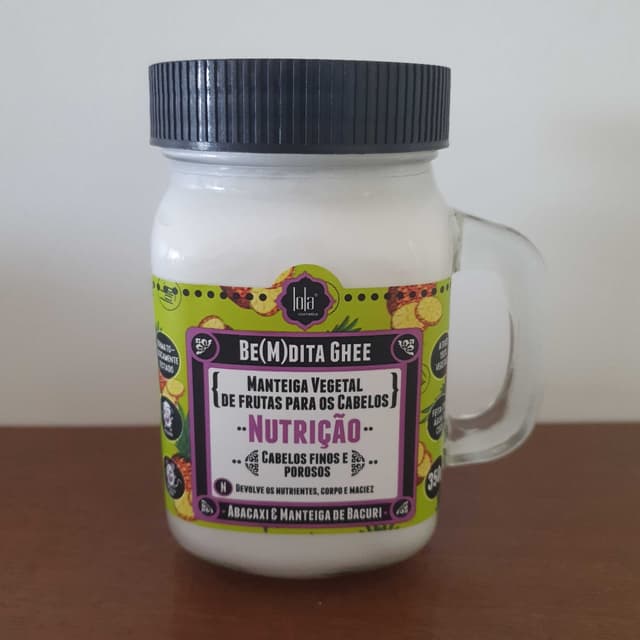 lola
BE(M)DITA GHEE
MANTEIGA VEGETAL
DE FRUTAS PARA OS CABELOS
NUTRIÇÃO
CABELOS FINOS E
POROSOS
N DEVOLVE OS NUTRIENTES, CORPO E MACIEZ
ABACAXI & MANTEIGA DE BACURI
350